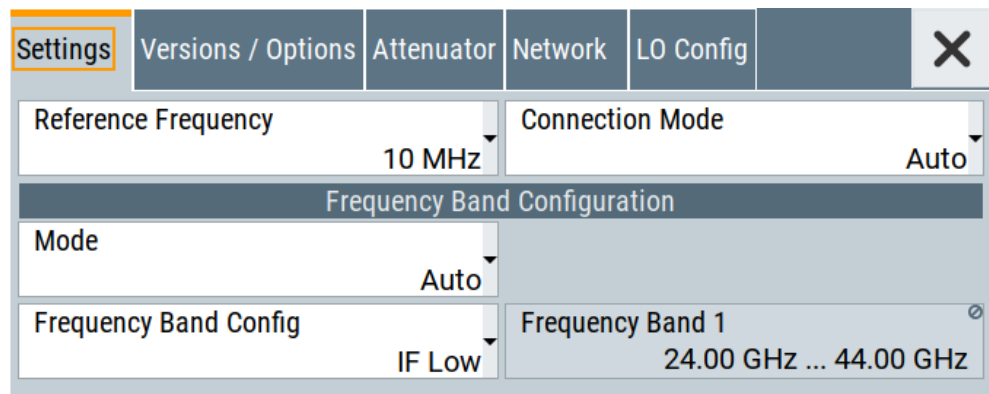 Settings Versions / Options Attenuator Network LO Config
Reference Frequency Connection Mode
10 MHz Auto
Frequency Band Configuration
Mode
Auto
Frequency Band Config Frequency Band 1
IF Low 24.00 GHz ... 44.00 GHz